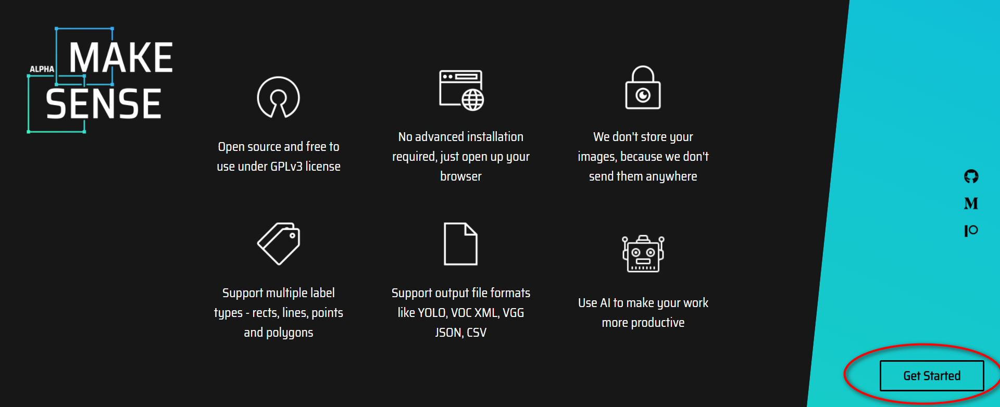 ALPHA
MAKE
SENSE
Open source and free to
use under GPLv3 license
No advanced installation
required, just open up your
browser
We don't store your
images, because we don't
send them anywhere
Support multiple label
types - rects, lines, points
and polygons
Support output file formats
like YOLO, VOC XML, VGG
JSON, CSV
Use AI to make your work
more productive
M
Get Started